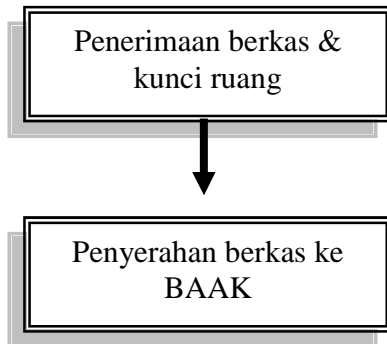 Penerimaan berkas &
kunci ruang
Penyerahan berkas ke
BAAK